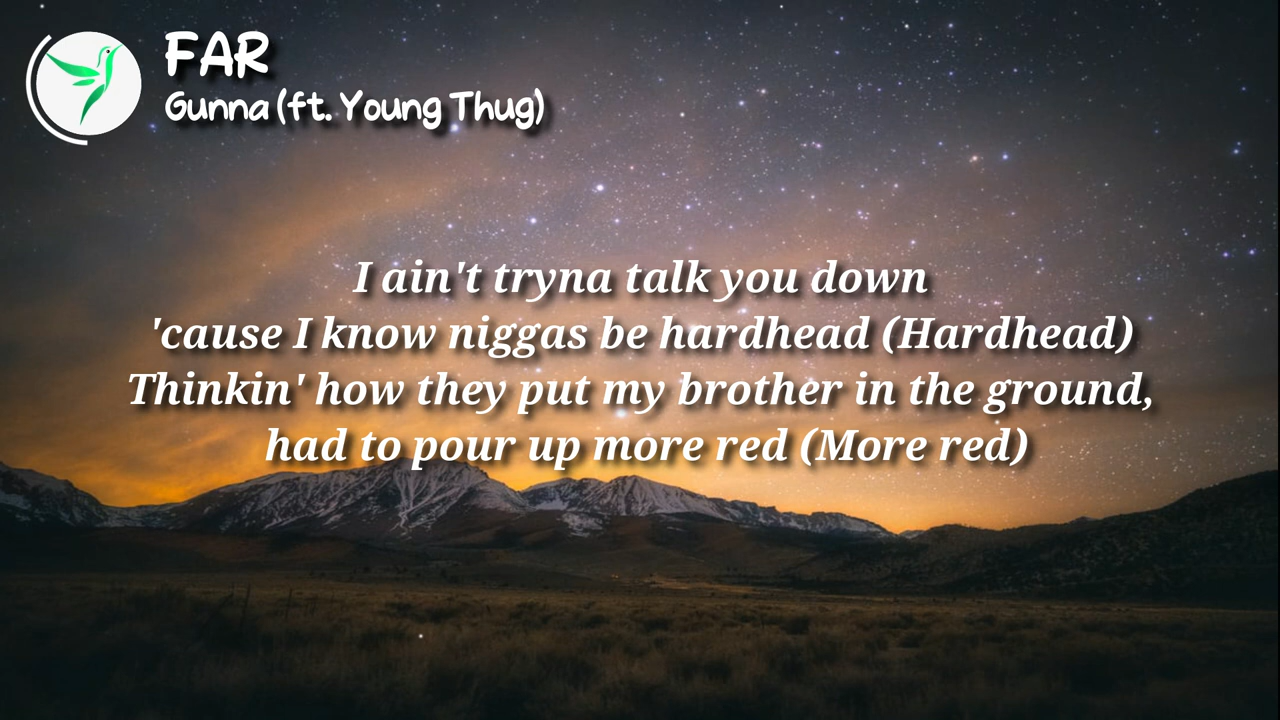 FAR
Gunna (ft. Young Thug)
I ain't tryna talk you down
'cause I know niggas be hardhead (Hardhead)
Thinkin' how they put my brother in the ground,
had to pour up more red (More red)